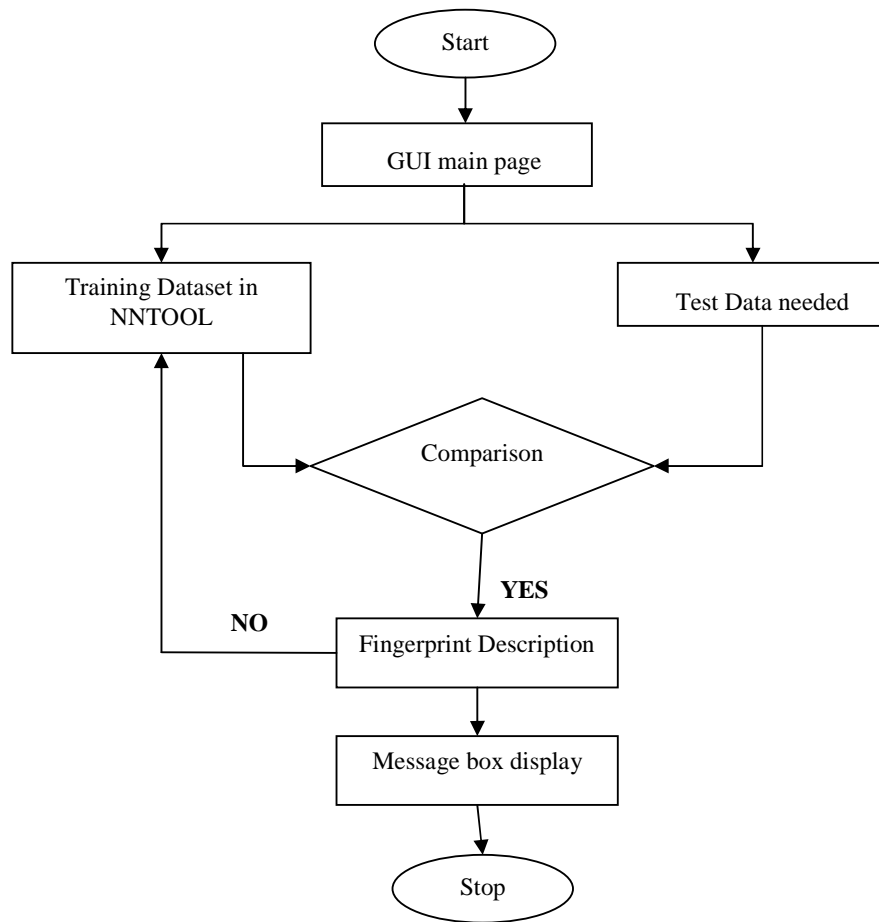 Start
GUI main page
Training Dataset in
NNTOOL
Test Data needed
Comparison
YES
NO
Fingerprint Description
Message box display
Stop